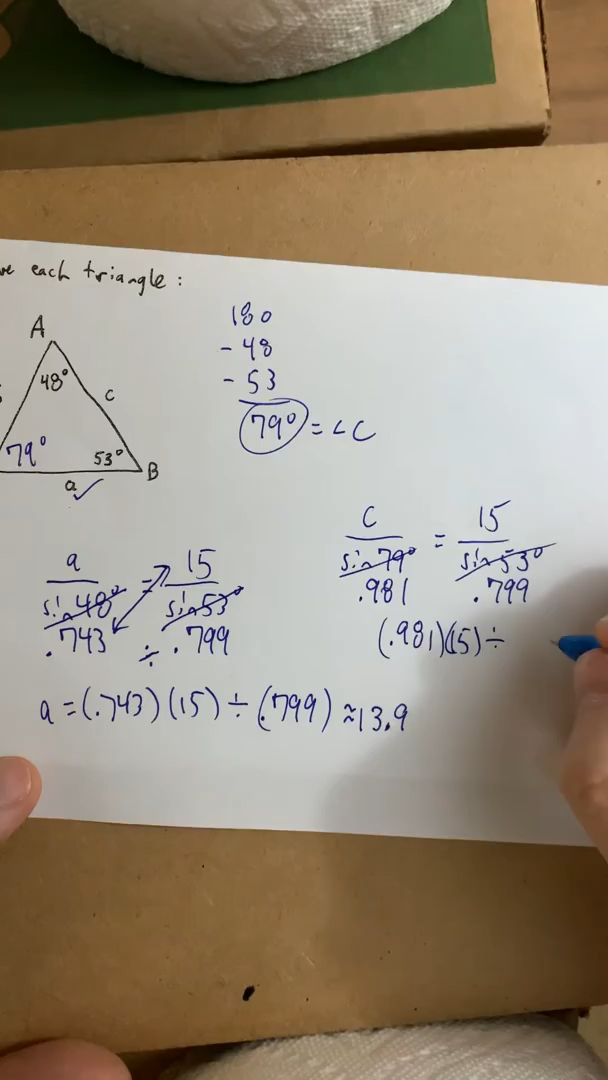 each triangle:
A
48°
c
79°
53°
B
a ✓
180
- 48
- 53
79° = ∠C
a/sin 48° = 15/sin 53°
.743 ÷ .799
a = (.743)(15) ÷ (.799) ≈ 13.9
C/sin 79° = 15/sin 53°
.981 .799
(.981)(15) ÷